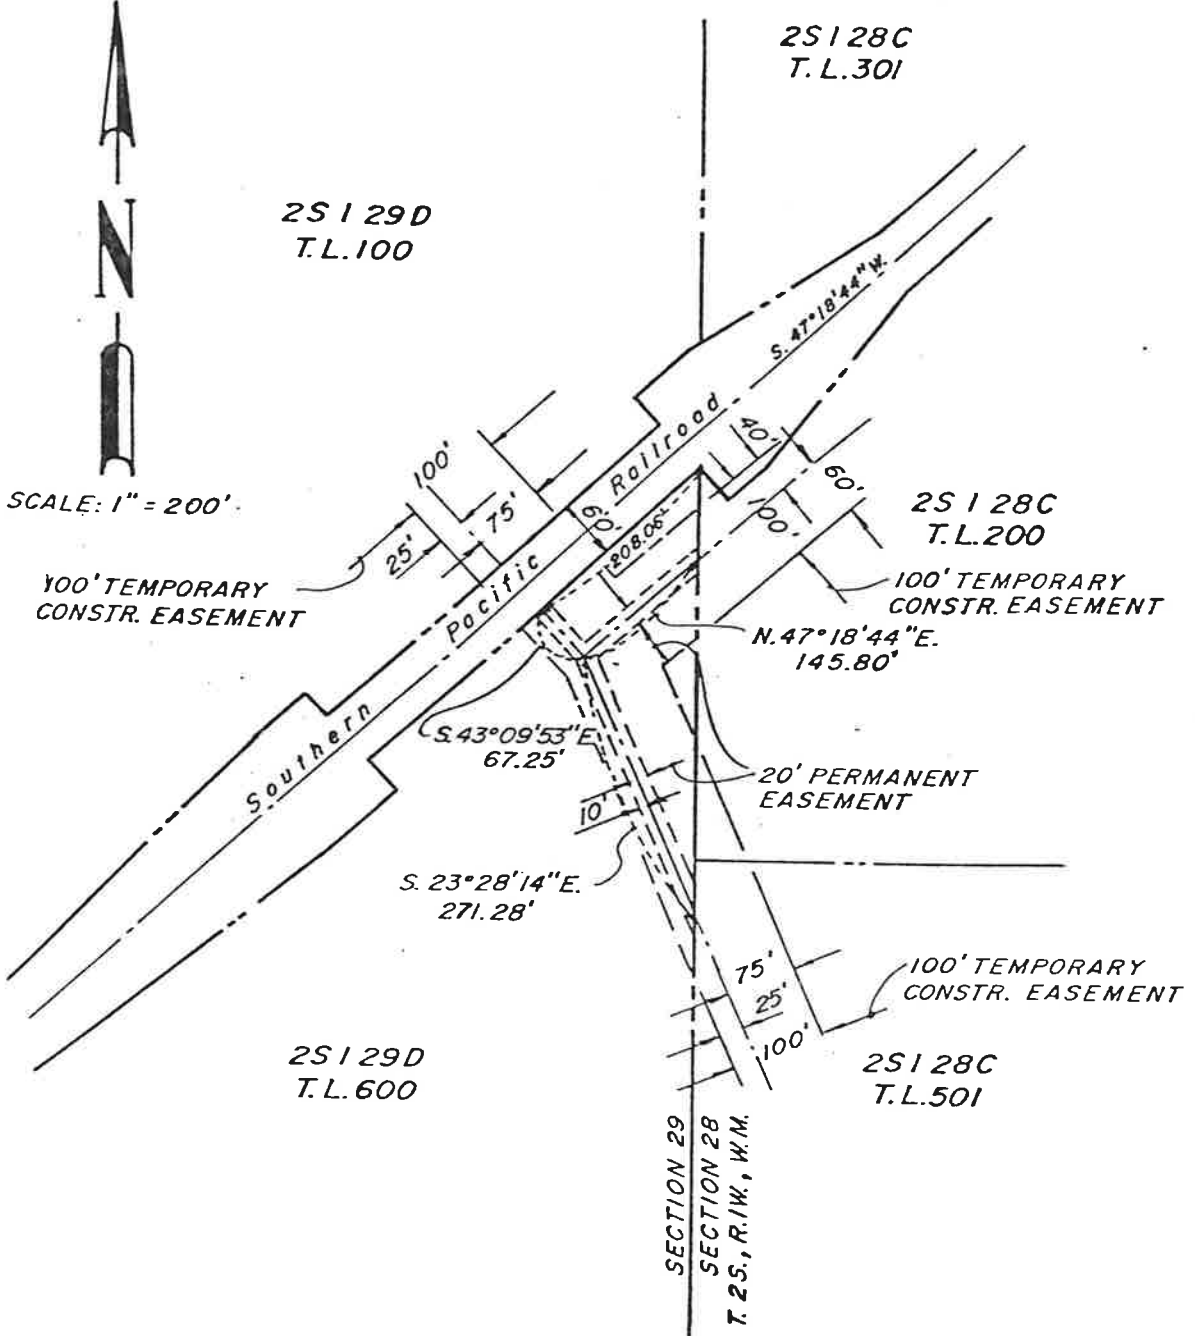 2S 1 28C
T. L. 301
N
2S 1 29D
T. L. 100
SCALE: 1" = 200'
S. 47°18'44" W.
Southern Pacific Railroad
100'
75'
25'
60'
40'
60'
100'
208.06'
100' TEMPORARY
CONSTR. EASEMENT
2S 1 28C
T. L. 200
100' TEMPORARY
CONSTR. EASEMENT
N. 47°18'44" E.
145.80'
S. 43°09'53" E.
67.25'
20' PERMANENT
EASEMENT
10'
S. 23°28'14" E.
271.28'
75'
25'
100'
100' TEMPORARY
CONSTR. EASEMENT
2S 1 29D
T. L. 600
2S 1 28C
T. L. 501
SECTION 29
SECTION 28
T. 2S., R.1W., W.M.